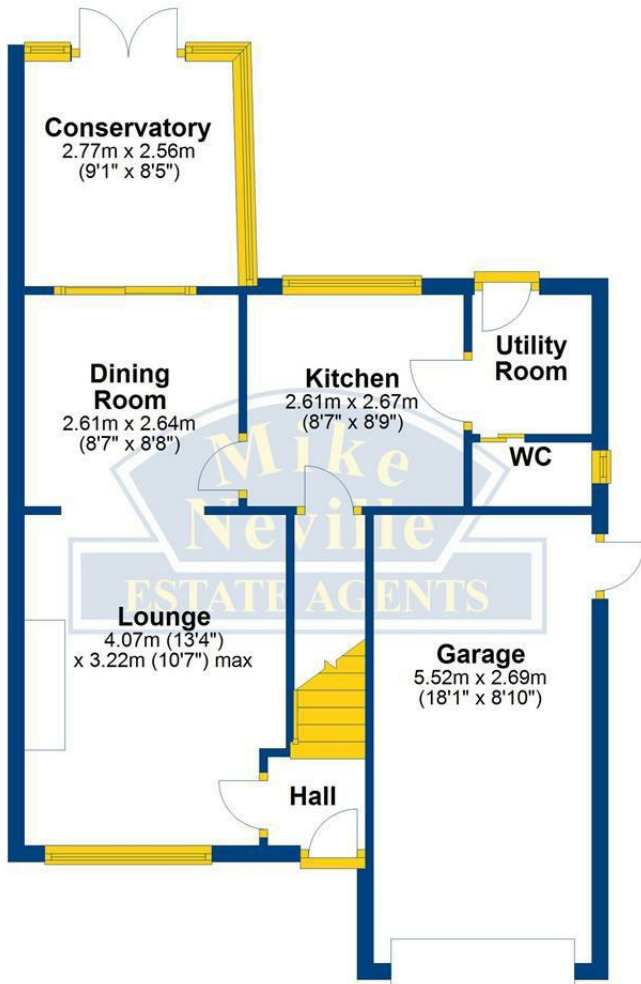 Conservatory
2.77m x 2.56m
(9'1" x 8'5")
Dining
Room
2.61m x 2.64m
(8'7" x 8'8")
Kitchen
2.61m x 2.67m
(8'7" x 8'9")
Utility
Room
WC
Mike
Neville
ESTATE AGENTS
Lounge
4.07m (13'4")
x 3.22m (10'7") max
Garage
5.52m x 2.69m
(18'1" x 8'10")
Hall